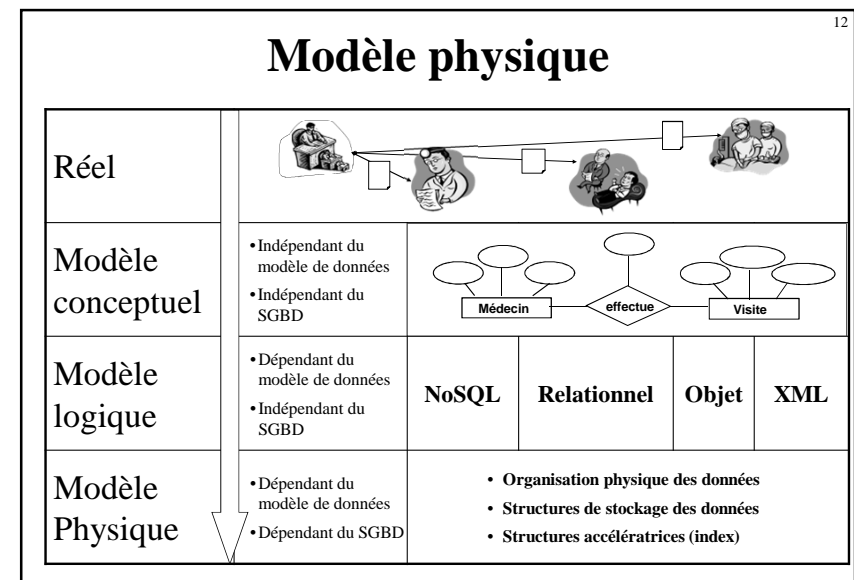 12
Modèle physique
Réel
Modèle
conceptuel
•Indépendant du
modèle de données
•Indépendant du
SGBD
Médecin
effectue
Visite
Modèle
logique
•Dépendant du
modèle de données
•Indépendant du
SGBD
NoSQL
Relationnel
Objet
XML
Modèle
Physique
•Dépendant du
modèle de données
•Dépendant du SGBD
• Organisation physique des données
• Structures de stockage des données
• Structures accélératrices (index)